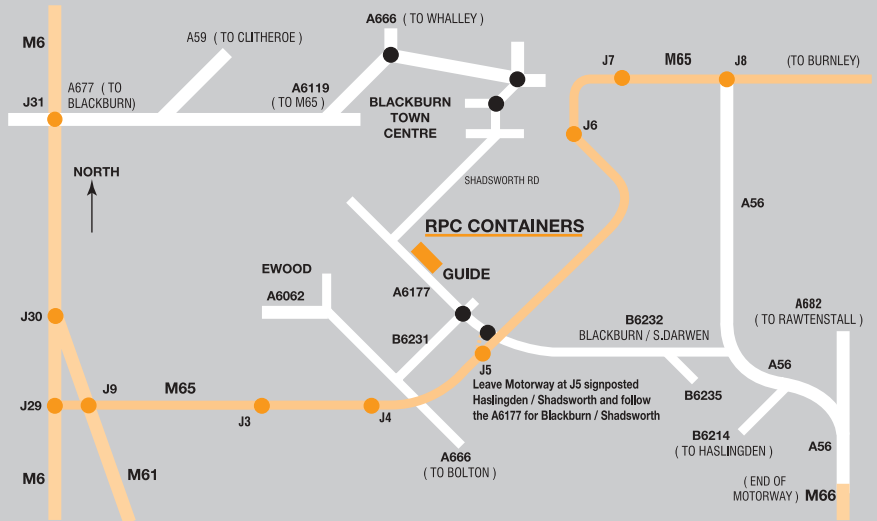 A666 ( TO WHALLEY )
M6
A59 ( TO CLITHEROE )
J7
M65
J8
(TO BURNLEY)
A677 ( TO
BLACKBURN)
J31
A6119
( TO M65 )
BLACKBURN
TOWN
CENTRE
J6
NORTH
SHADSWORTH RD
A56
RPC CONTAINERS
EWOOD
GUIDE
A6062
A6177
A682
( TO RAWTENSTALL )
J30
B6232
BLACKBURN / S.DARWEN
B6231
J5
A56
J9
M65
Leave Motorway at J5 signposted
Haslingden / Shadsworth and follow
the A6177 for Blackburn / Shadsworth
B6235
J29
J3
J4
B6214
( TO HASLINGDEN )
A56
A666
( TO BOLTON )
M6
M61
( END OF
MOTORWAY ) M66